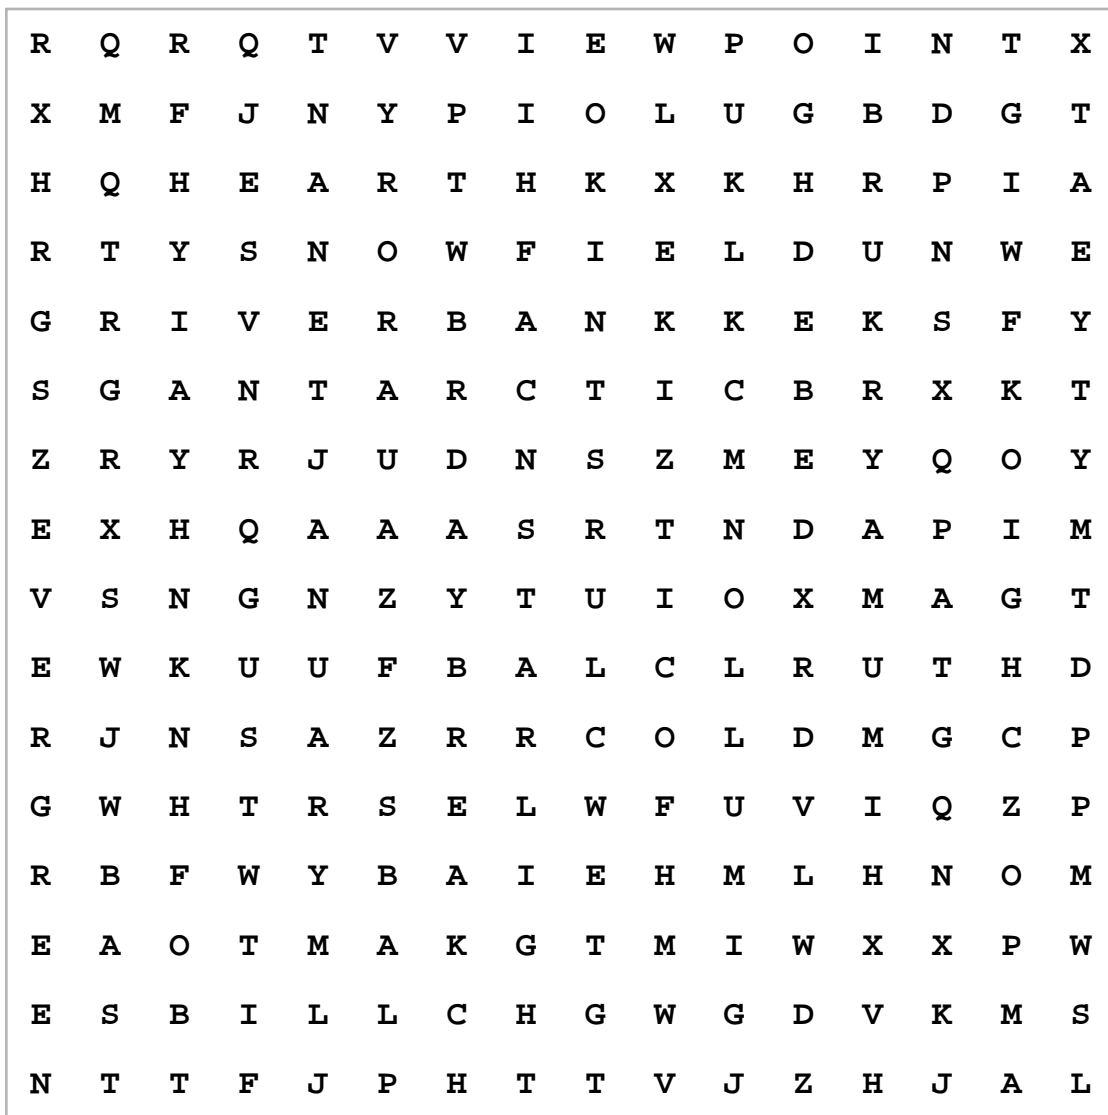 R Q R Q T V V I E W P O I N T X
X M F J N Y P I O L U G B D G T
H Q H E A R T H K X K H R P I A
R T Y S N O W F I E L D U N W E
G R I V E R B A N K K E K S F Y
S G A N T A R C T I C B R X K T
Z R Y R J U D N S Z M E Y Q O Y
E X H Q A A A S R T N D A P I M
V S N G N Z Y T U I O X M A G T
E W K U U F B A L C L R U T H D
R J N S A Z R R C O L D M G C P
G W H T R S E L W F U V I Q Z P
R B F W Y B A I E H M L H N O M
E A O T M A K G T M I W X X P W
E S B I L L C H G W G D V K M S
N T T F J P H T T V J Z H J A L